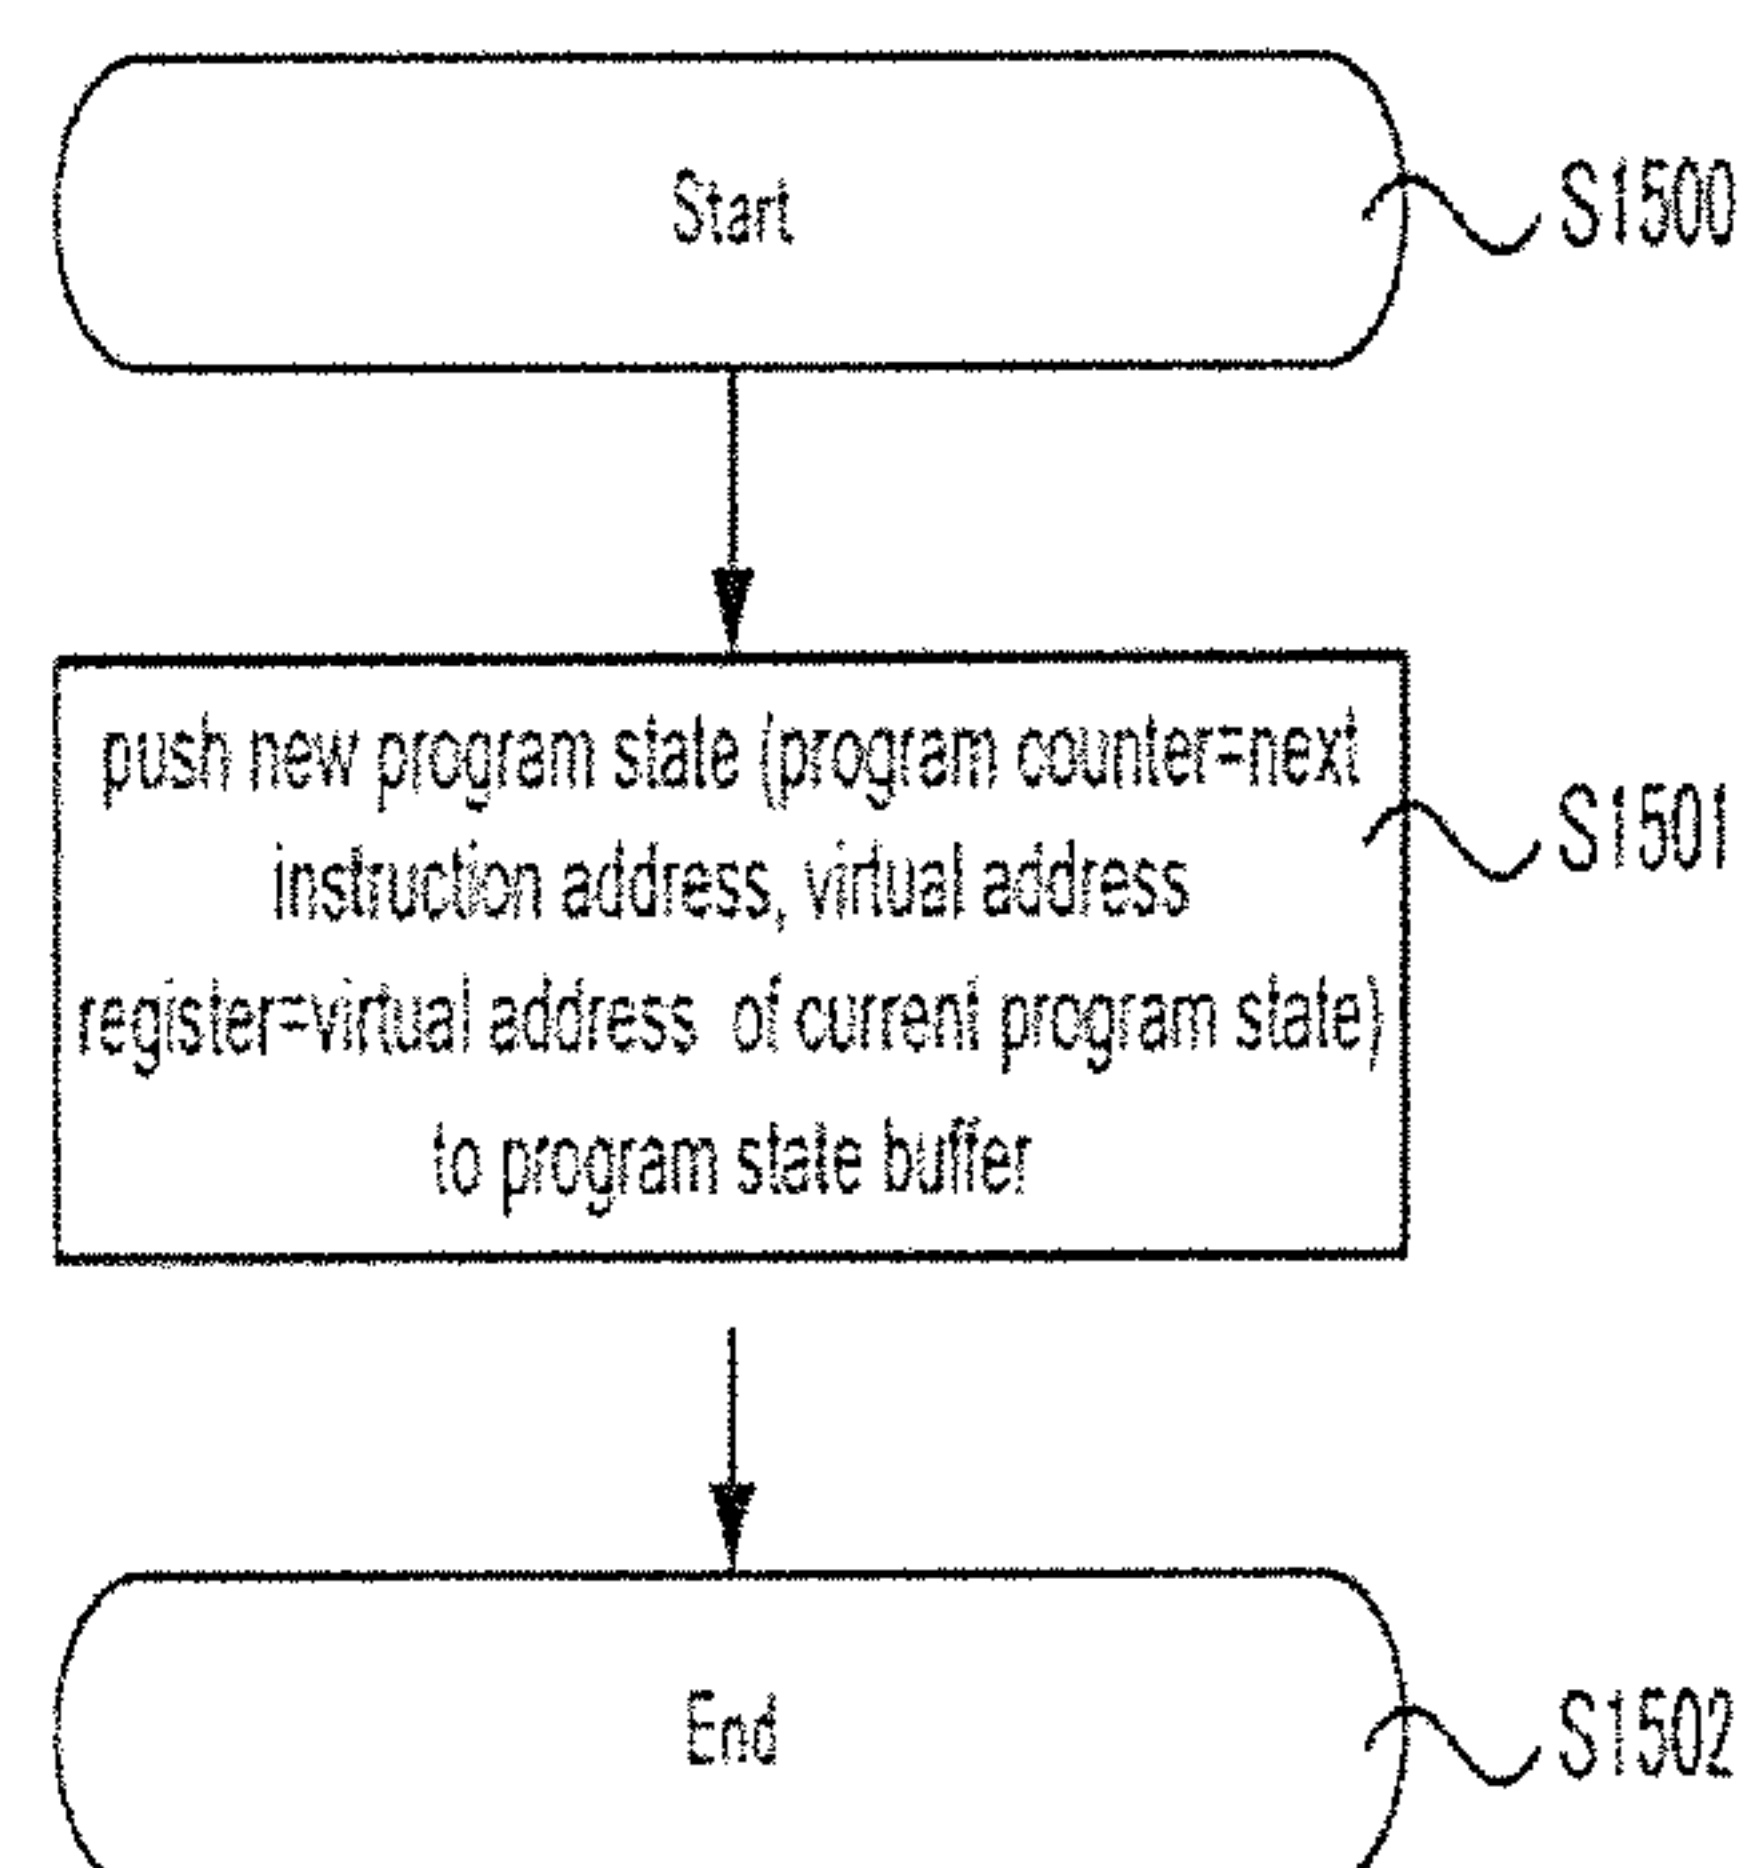 Start
S1500
push new program state (program counter=next
S1501
instruction address, virtual address
register=virtual address of current program state)
to program state buffer
End
S1502